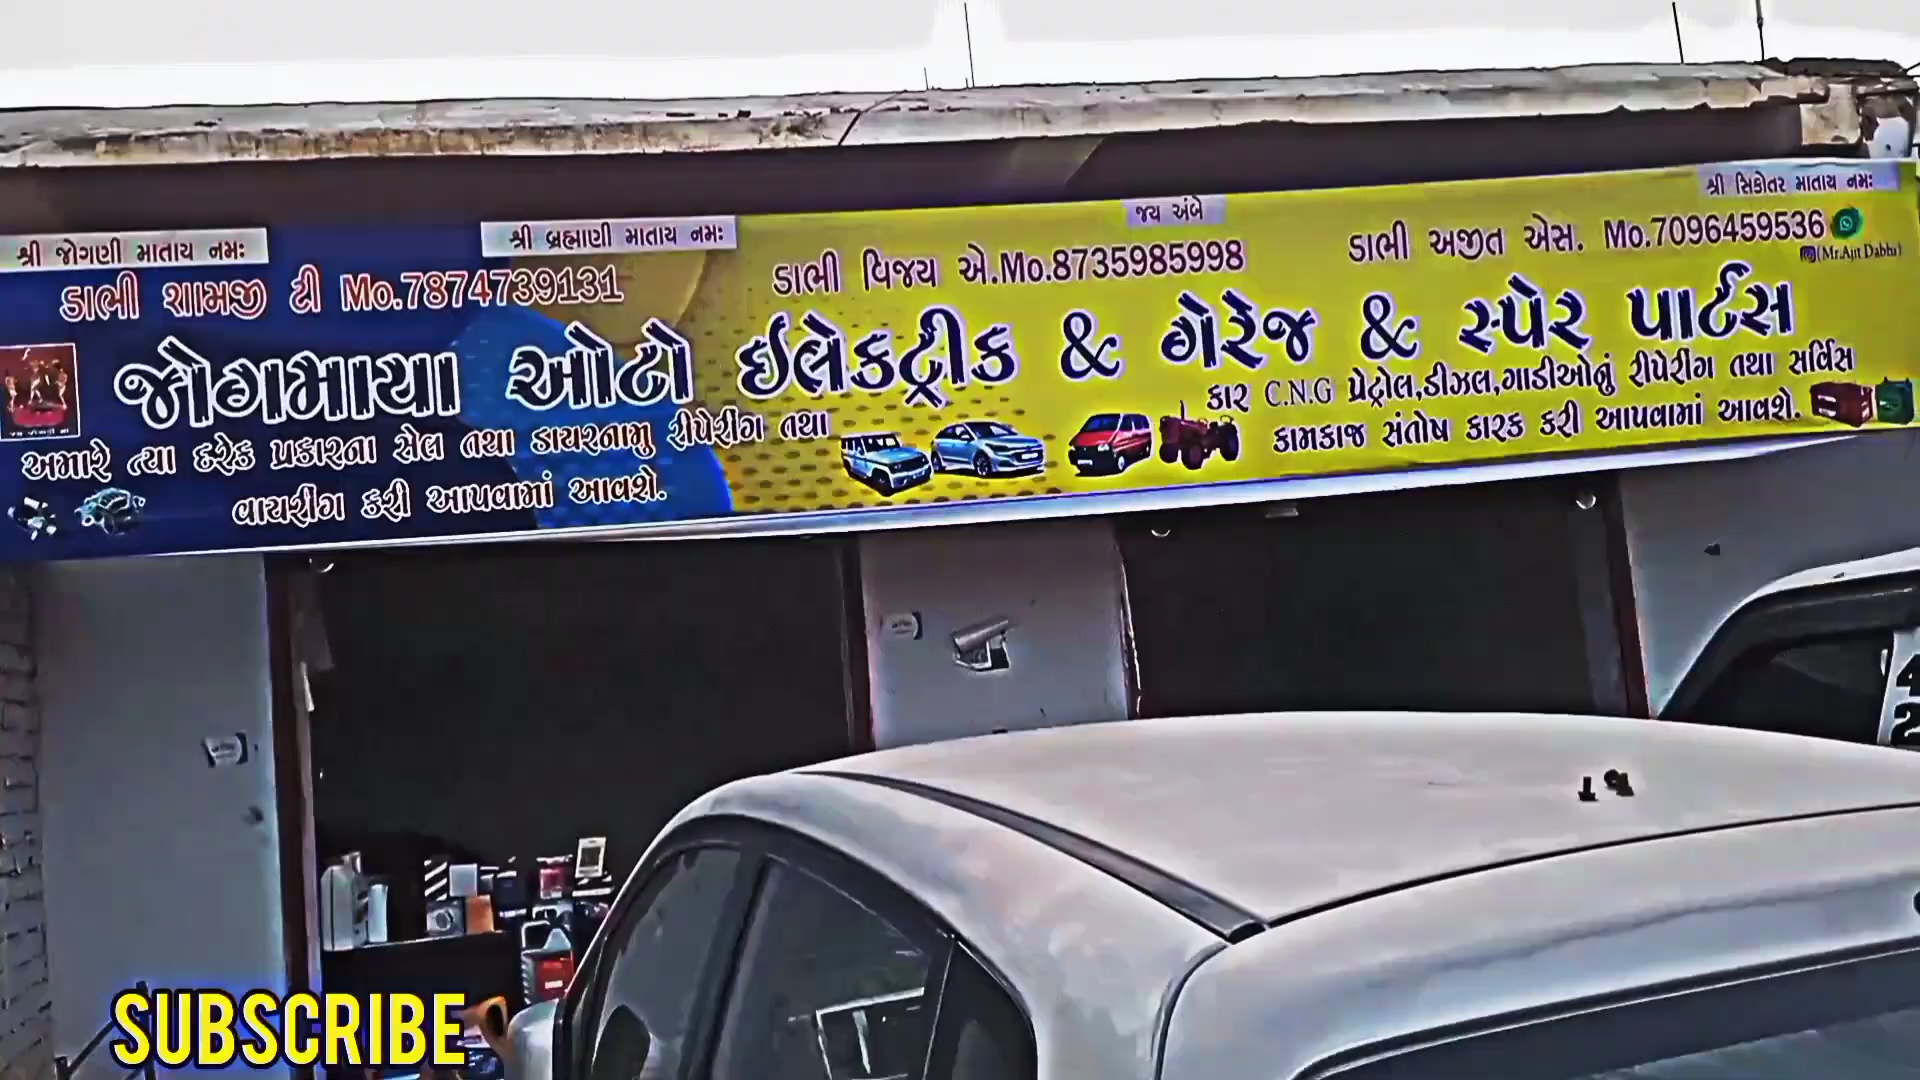 શ્રી જોગણી માતાય નમઃ
શ્રી બ્રહ્માણી માતાય નમઃ
જય અંબે
શ્રી સિકોતર માતાય નમઃ
ડાભી શામજી ટી Mo.7874739131
ડાભી વિજય એ.Mo.8735985998
ડાભી અજીત એસ. Mo.7096459536
(Mr.Ajit Dabhi)
જોગમાયા ઓટો ઇલેકટ્રીક & ગેરેજ & સ્પેર પાર્ટસ
અમારે ત્યા દરેક પ્રકારના સેલ તથા ડાયરનામુ રીપેરીંગ તથા
વાયરીંગ કરી આપવામાં આવશે.
કાર C.N.G પ્રેટ્રોલ,ડીઝલ,ગાડીઓનું રીપેરીંગ તથા સર્વિસ
કામકાજ સંતોષ કારક કરી આપવામાં આવશે.
SUBSCRIBE